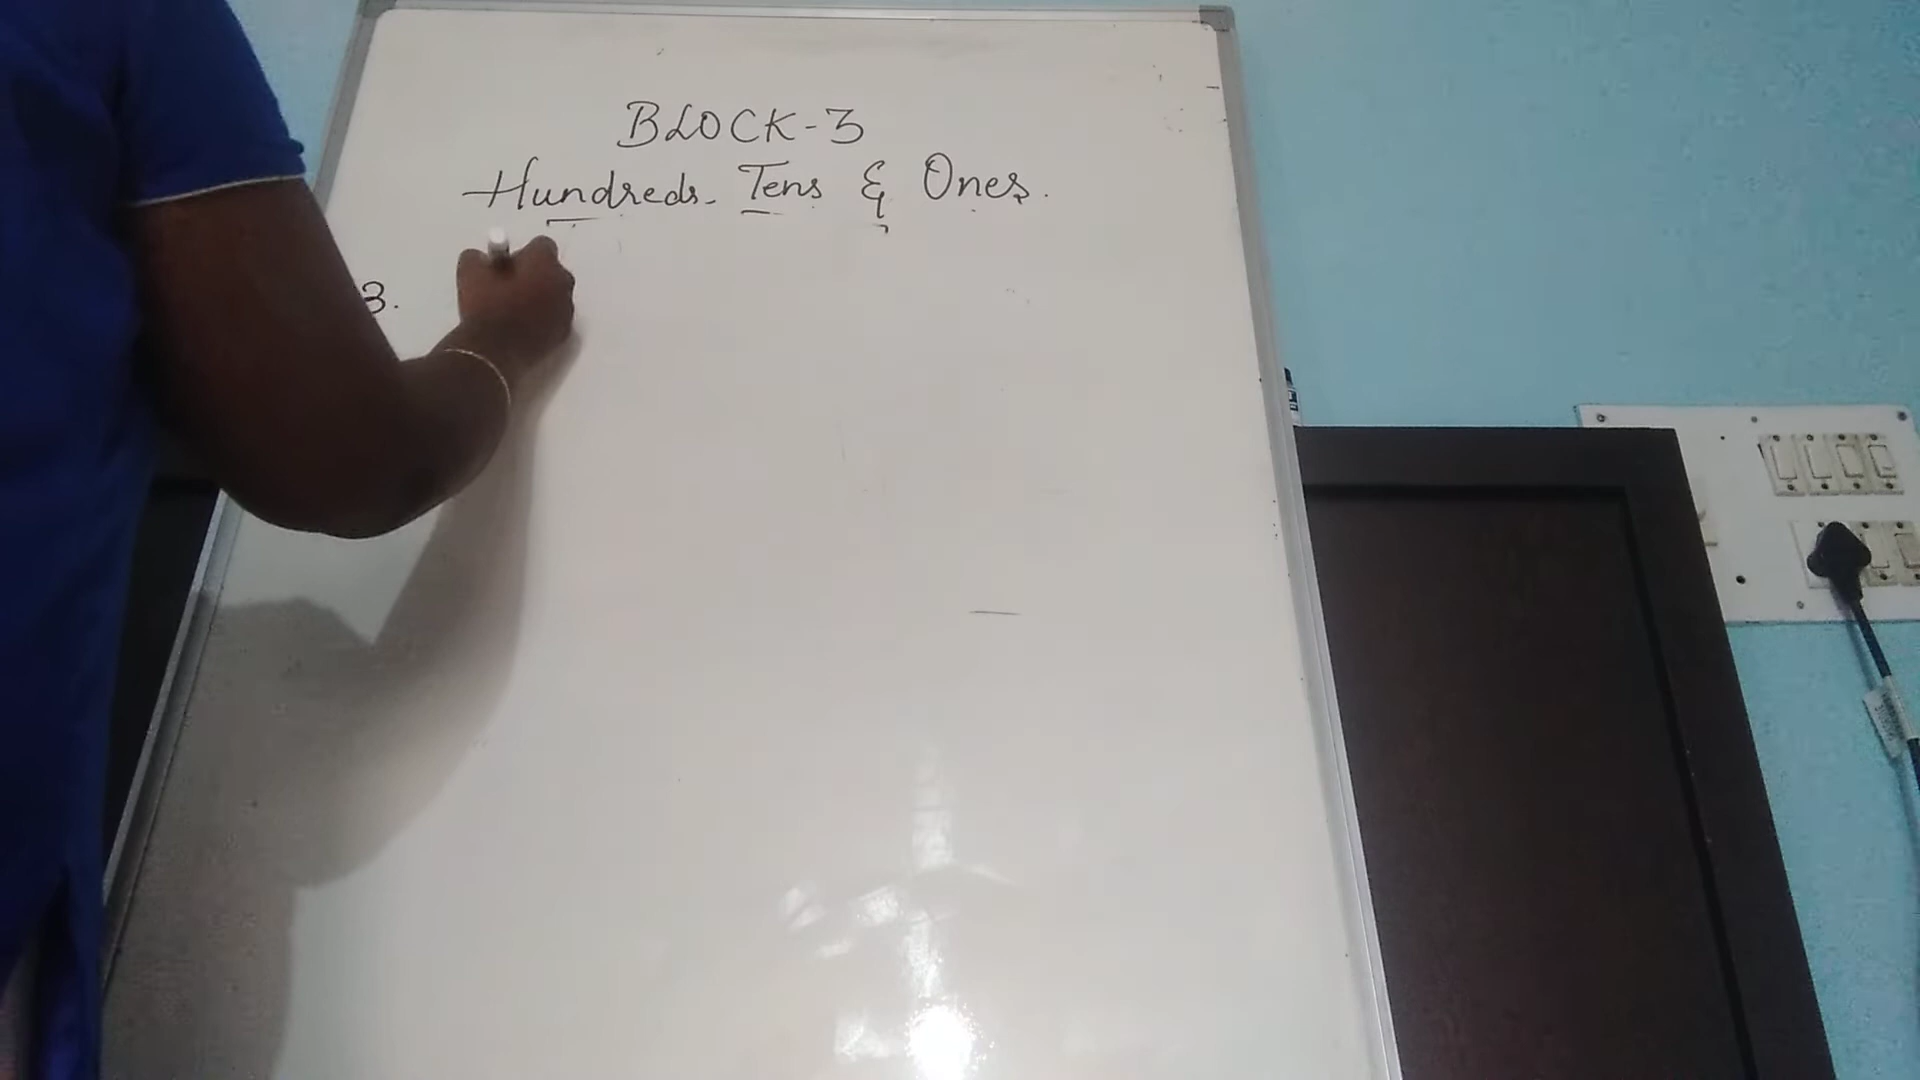 BLOCK-3
Hundreds. Tens & Ones.
3.